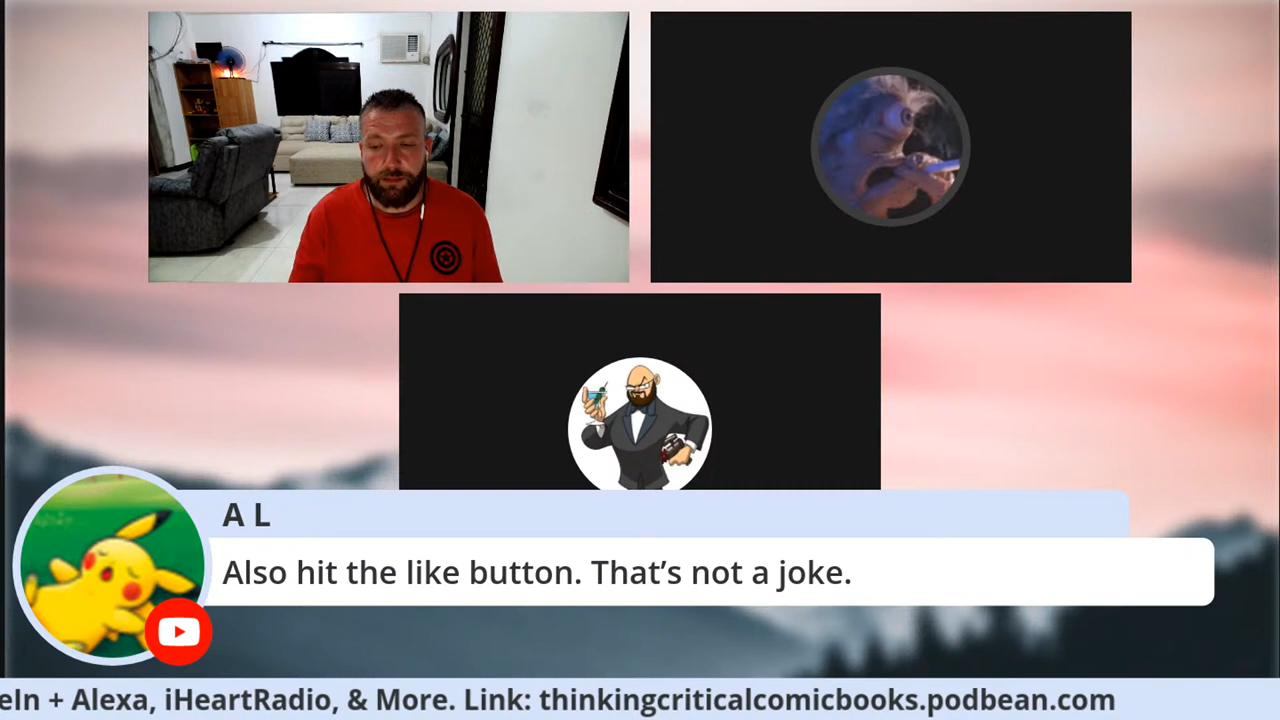 A L
Also hit the like button. That’s not a joke.
eIn + Alexa, iHeartRadio, & More. Link: thinkingcriticalcomicbooks.podbean.com